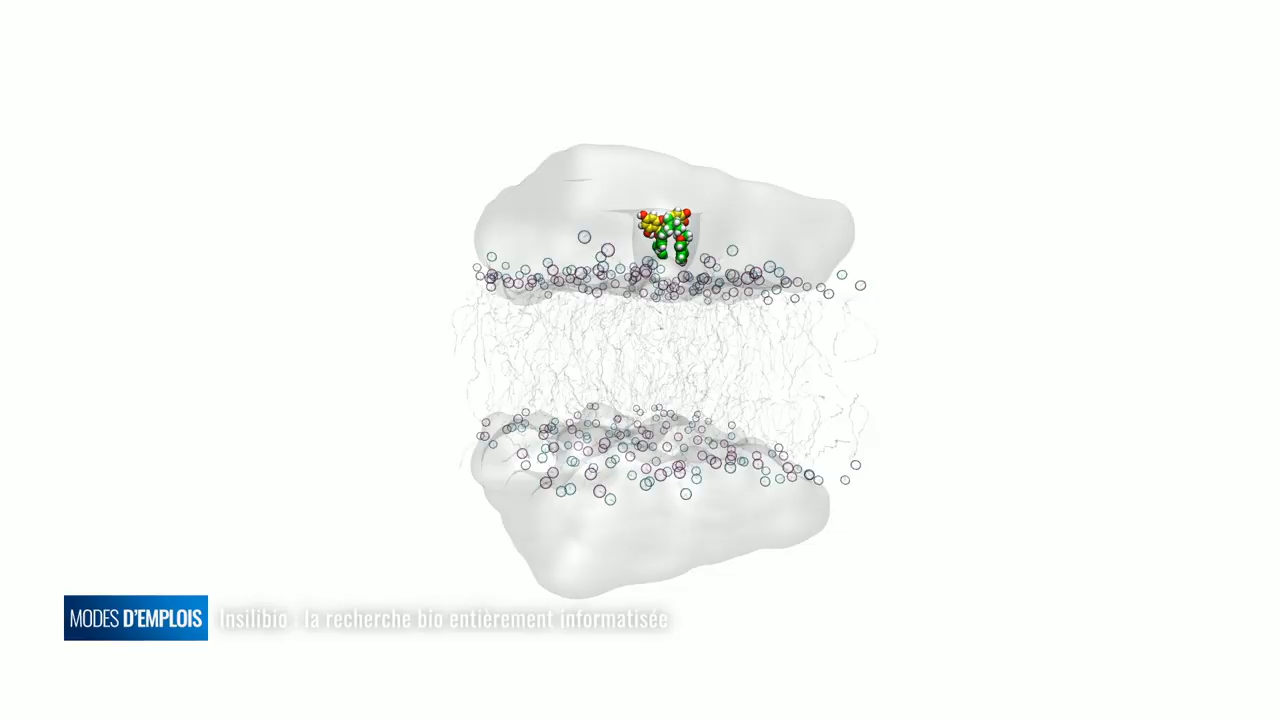 MODES D'EMPLOIS
Insilibio : la recherche bio entièrement informatisée